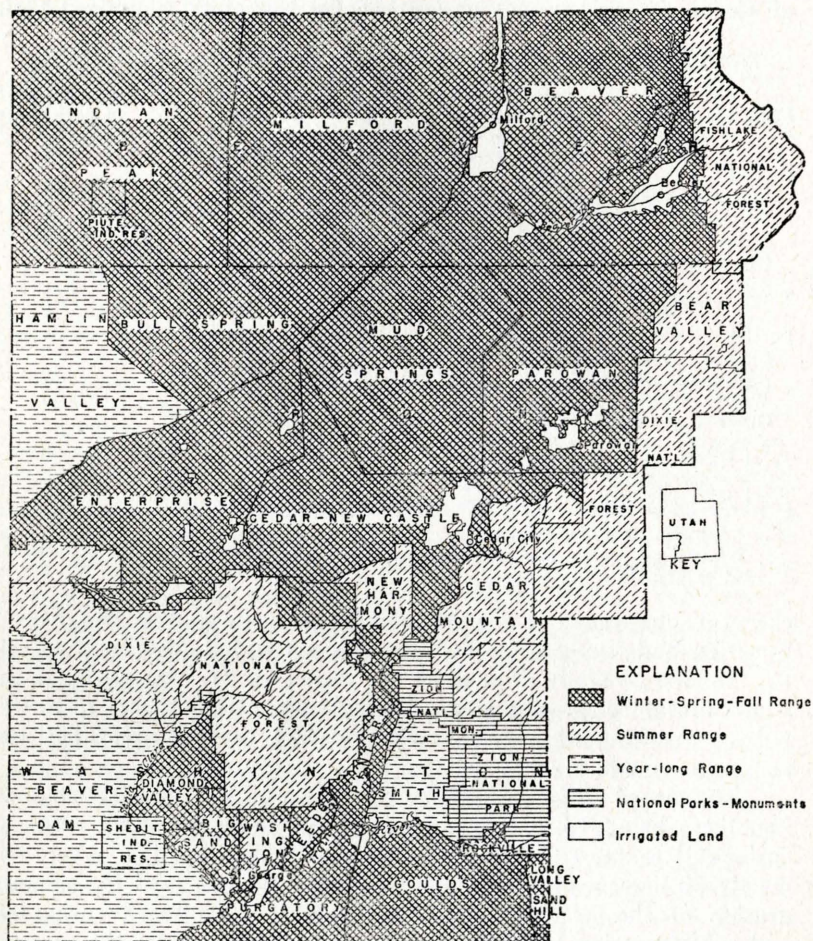 INDIAN
PEAK
PIUTE
IND. RES.
MILFORD
BEAVER
BEAVER
Milford
Beaver
FISHLAKE
NATIONAL
FOREST
HAMLIN
VALLEY
BULL SPRING
MUD
SPRINGS
BEAR
VALLEY
PAROWAN
IRON
Parowan
DIXIE
NAT'L
FOREST
ENTERPRISE
CEDAR-NEW CASTLE
Cedar City
UTAH
KEY
NEW
HAR
MONY
CEDAR
MOUNTAIN
DIXIE
NATIONAL
FOREST
ZION
NAT'L
MON.
ZION
NATIONAL
PARK
WASHINGTON
BEAVER
DAM
DIAMOND
VALLEY
SHEBIT
IND.
RES.
BIG
SAND
WASH
ING
TON
LEEDS
SMITH
ROCKVILLE
George
PURGATORY
GOULDS
LONG
VALLEY
SAND
HILL
EXPLANATION
Winter-Spring-Fall Range
Summer Range
Year-long Range
National Parks-Monuments
Irrigated Land